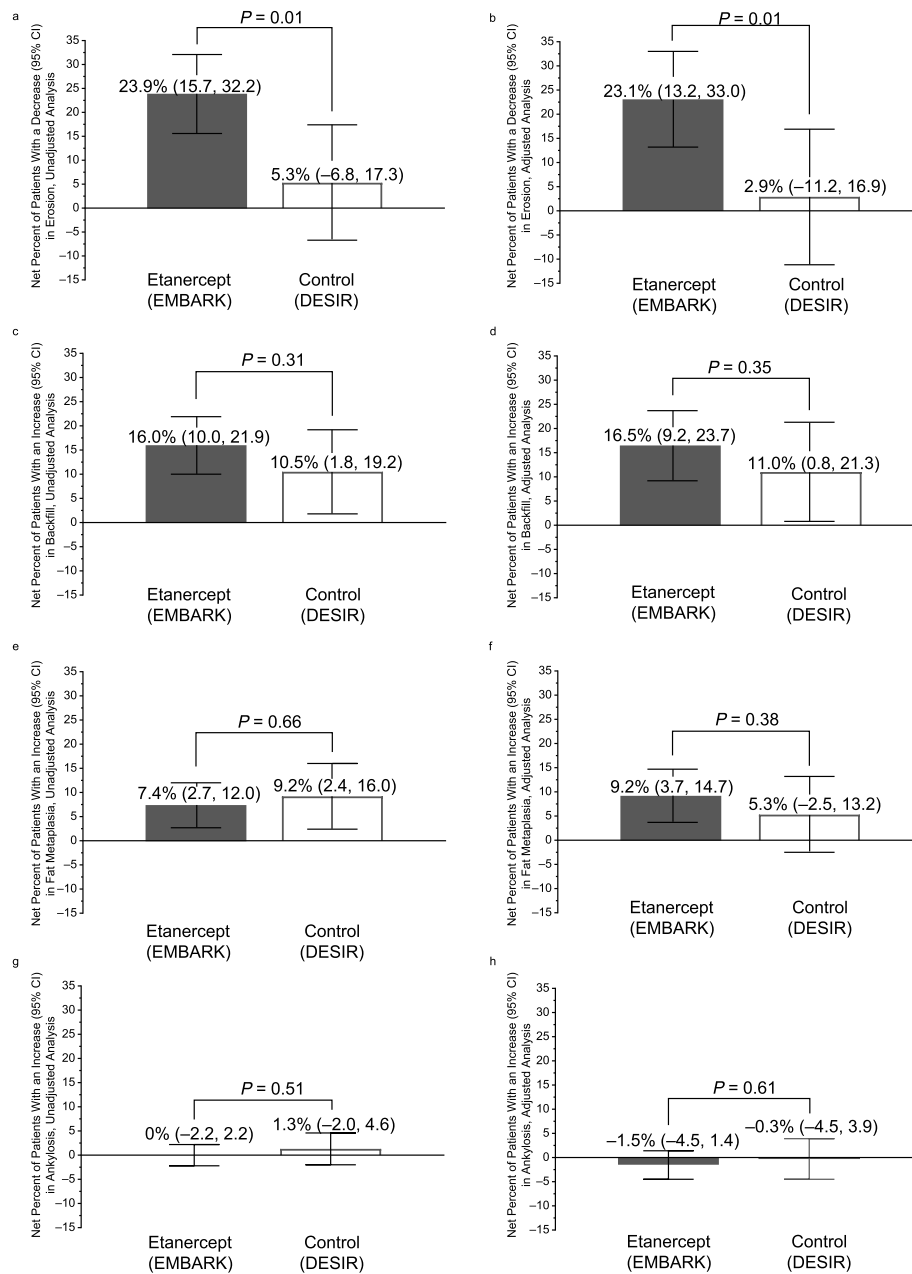 a
Net Percent of Patients With a Decrease (95% CI)
in Erosion, Unadjusted Analysis
35
30
25
20
15
10
5
0
–5
–10
–15
P = 0.01
23.9% (15.7, 32.2)
5.3% (–6.8, 17.3)
Etanercept
(EMBARK)
Control
(DESIR)
b
Net Percent of Patients With a Decrease (95% CI)
in Erosion, Adjusted Analysis
35
30
25
20
15
10
5
0
–5
–10
–15
P = 0.01
23.1% (13.2, 33.0)
2.9% (–11.2, 16.9)
Etanercept
(EMBARK)
Control
(DESIR)
c
Net Percent of Patients With an Increase (95% CI)
in Backfill, Unadjusted Analysis
35
30
25
20
15
10
5
0
–5
–10
–15
P = 0.31
16.0% (10.0, 21.9)
10.5% (1.8, 19.2)
Etanercept
(EMBARK)
Control
(DESIR)
d
Net Percent of Patients With an Increase (95% CI)
in Backfill, Adjusted Analysis
35
30
25
20
15
10
5
0
–5
–10
–15
P = 0.35
16.5% (9.2, 23.7)
11.0% (0.8, 21.3)
Etanercept
(EMBARK)
Control
(DESIR)
e
Net Percent of Patients With an Increase (95% CI)
in Fat Metaplasia, Unadjusted Analysis
35
30
25
20
15
10
5
0
–5
–10
–15
P = 0.66
7.4% (2.7, 12.0)
9.2% (2.4, 16.0)
Etanercept
(EMBARK)
Control
(DESIR)
f
Net Percent of Patients With an Increase (95% CI)
in Fat Metaplasia, Adjusted Analysis
35
30
25
20
15
10
5
0
–5
–10
–15
P = 0.38
9.2% (3.7, 14.7)
5.3% (–2.5, 13.2)
Etanercept
(EMBARK)
Control
(DESIR)
g
Net Percent of Patients With an Increase (95% CI)
in Ankylosis, Unadjusted Analysis
35
30
25
20
15
10
5
0
–5
–10
–15
P = 0.51
0% (–2.2, 2.2)
1.3% (–2.0, 4.6)
Etanercept
(EMBARK)
Control
(DESIR)
h
Net Percent of Patients With an Increase (95% CI)
in Ankylosis, Adjusted Analysis
35
30
25
20
15
10
5
0
–5
–10
–15
P = 0.61
–1.5% (–4.5, 1.4)
–0.3% (–4.5, 3.9)
Etanercept
(EMBARK)
Control
(DESIR)